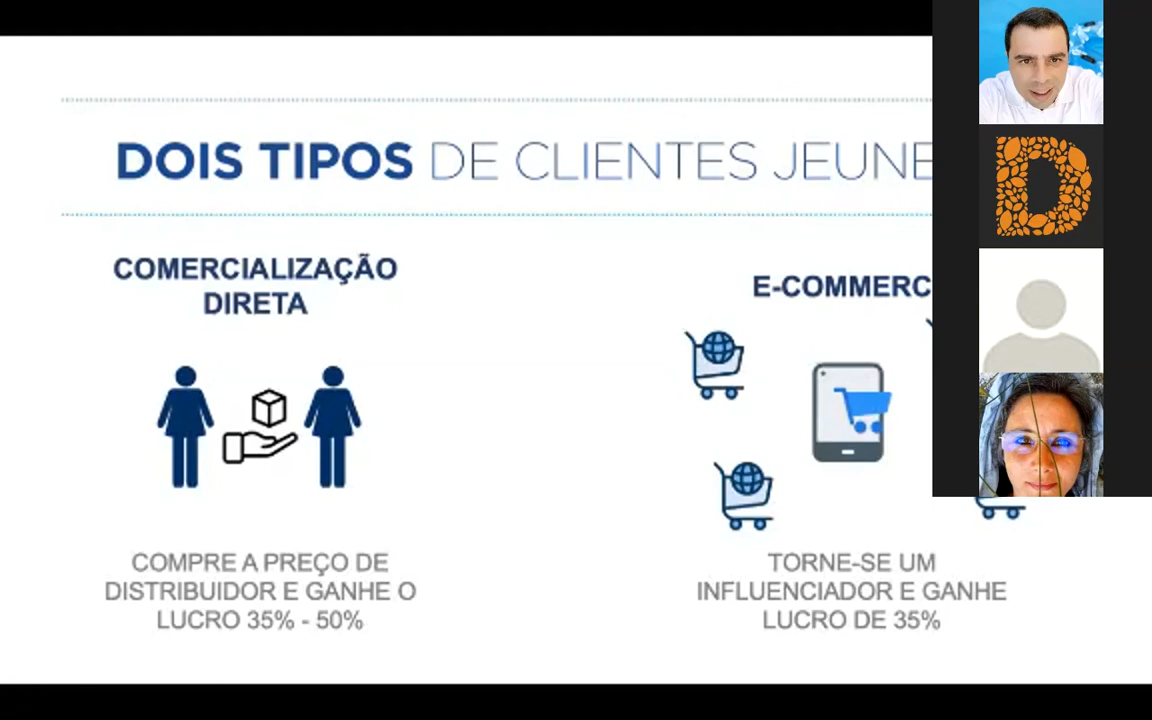 DOIS TIPOS DE CLIENTES JEUNE
COMERCIALIZAÇÃO
DIRETA
COMPRE A PREÇO DE
DISTRIBUIDOR E GANHE O
LUCRO 35% - 50%
E-COMMERC
TORNE-SE UM
INFLUENCIADOR E GANHE
LUCRO DE 35%
D